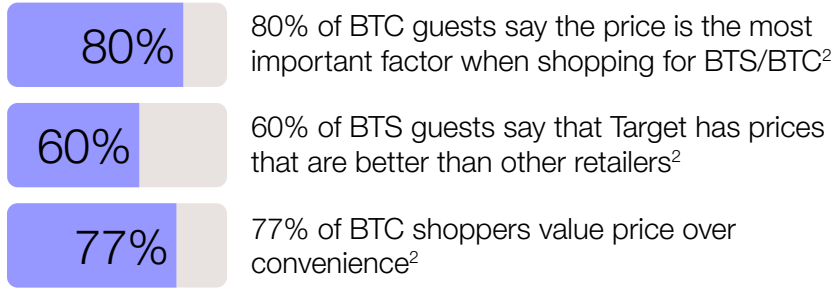 80%
80% of BTC guests say the price is the most
important factor when shopping for BTS/BTC²
60%
60% of BTS guests say that Target has prices
that are better than other retailers²
77%
77% of BTC shoppers value price over
convenience²